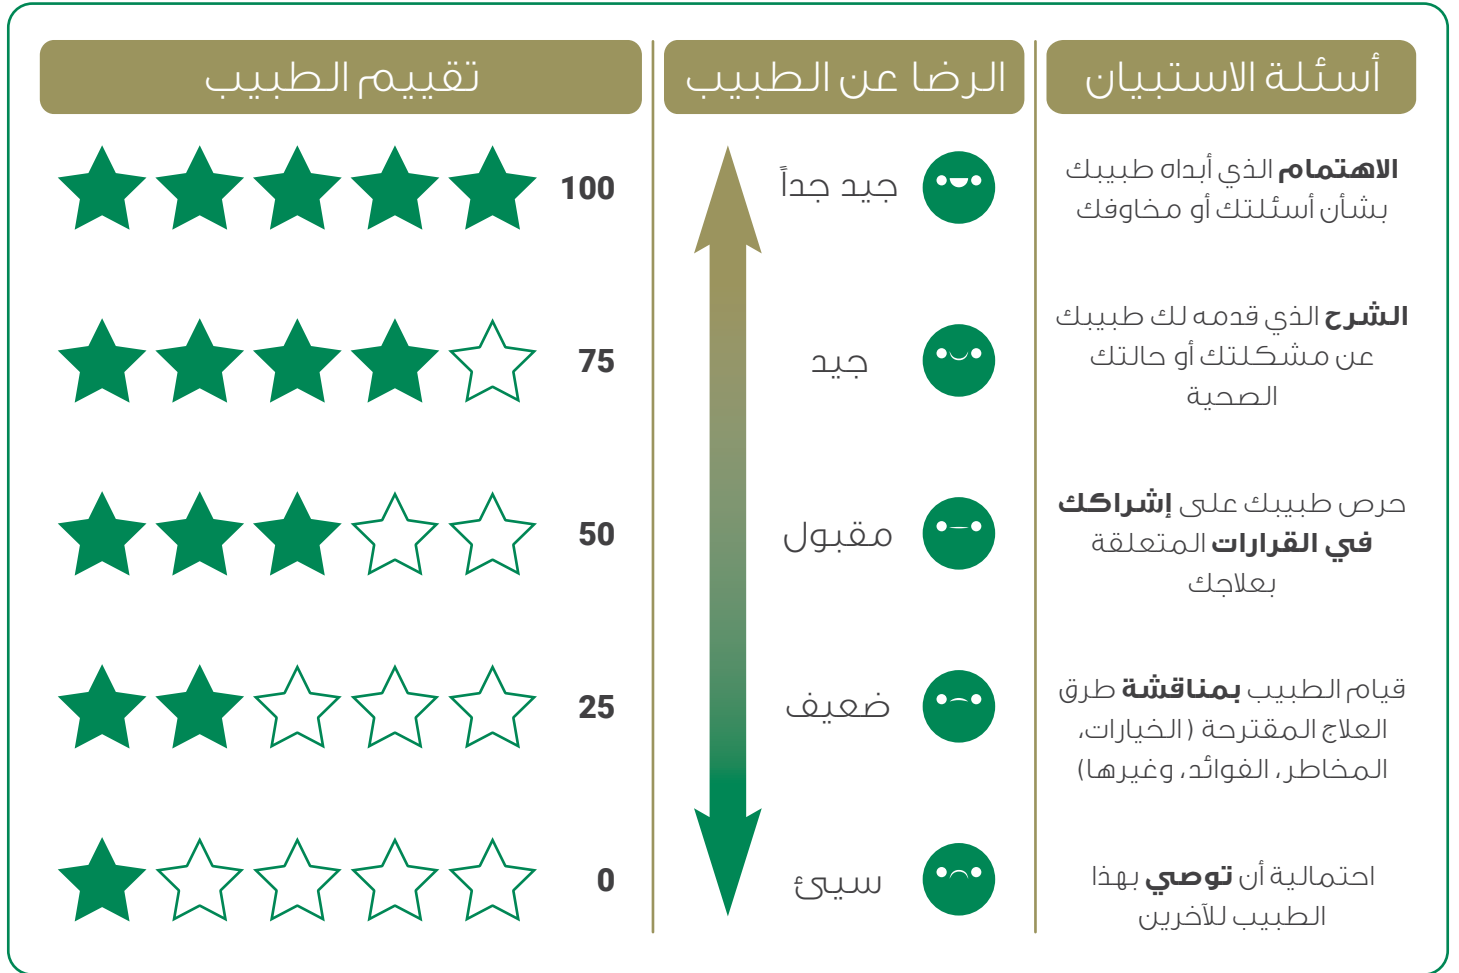 أسئلة الاستبيان
الاهتمام الذي أبداه طبيبك
بشأن أسئلتك أو مخاوفك
الشرح الذي قدمه لك طبيبك
عن مشكلتك أو حالتك
الصحية
حرص طبيبك على إشراكك
في القرارات المتعلقة
بعلاجك
قيام الطبيب بمناقشة طرق
العلاج المقترحة (الخيارات،
المخاطر، الفوائد، وغيرها)
احتمالية أن توصي بهذا
الطبيب للآخرين
الرضا عن الطبيب
جيد جداً
جيد
مقبول
ضعيف
سيئ
تقييم الطبيب
100
75
50
25
0